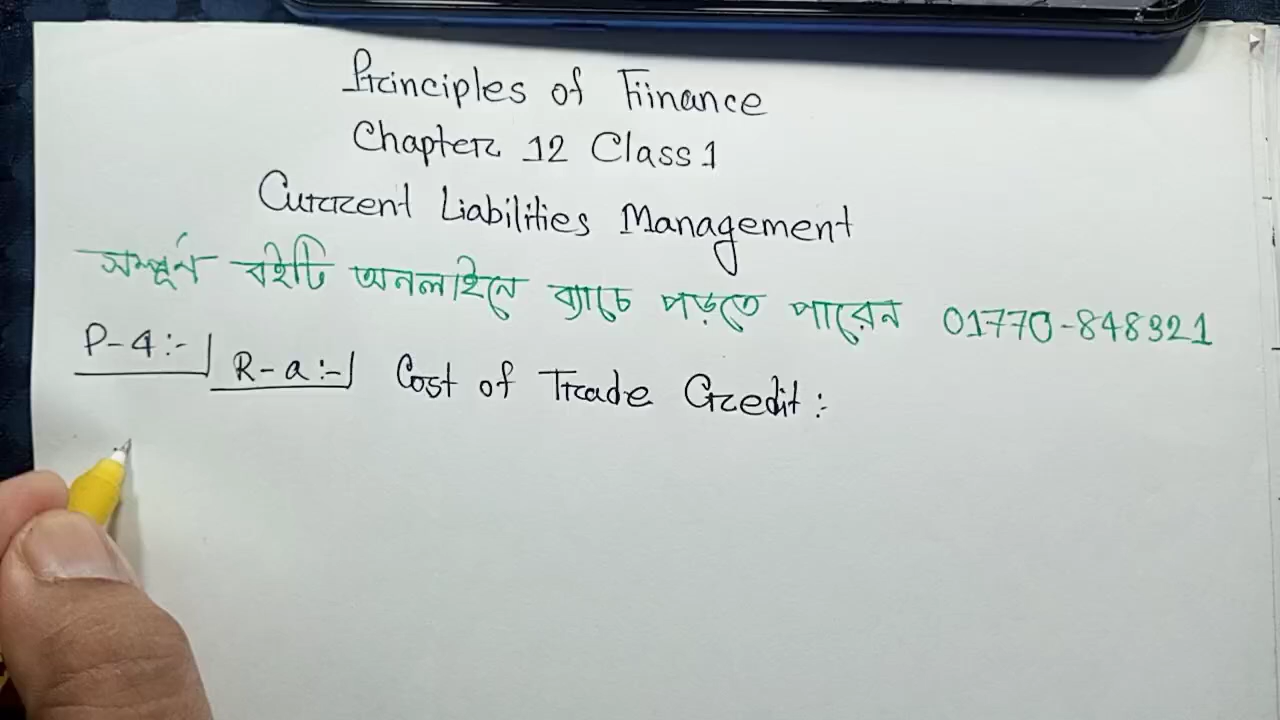 Principles of Finance
Chapter 12 Class 1
Current Liabilities Management
সম্পূর্ন বইটি অনলাইনে ব্যাচে পড়তে পারেন 01770-848321
P-4:- R-a:- Cost of Trade Credit:-